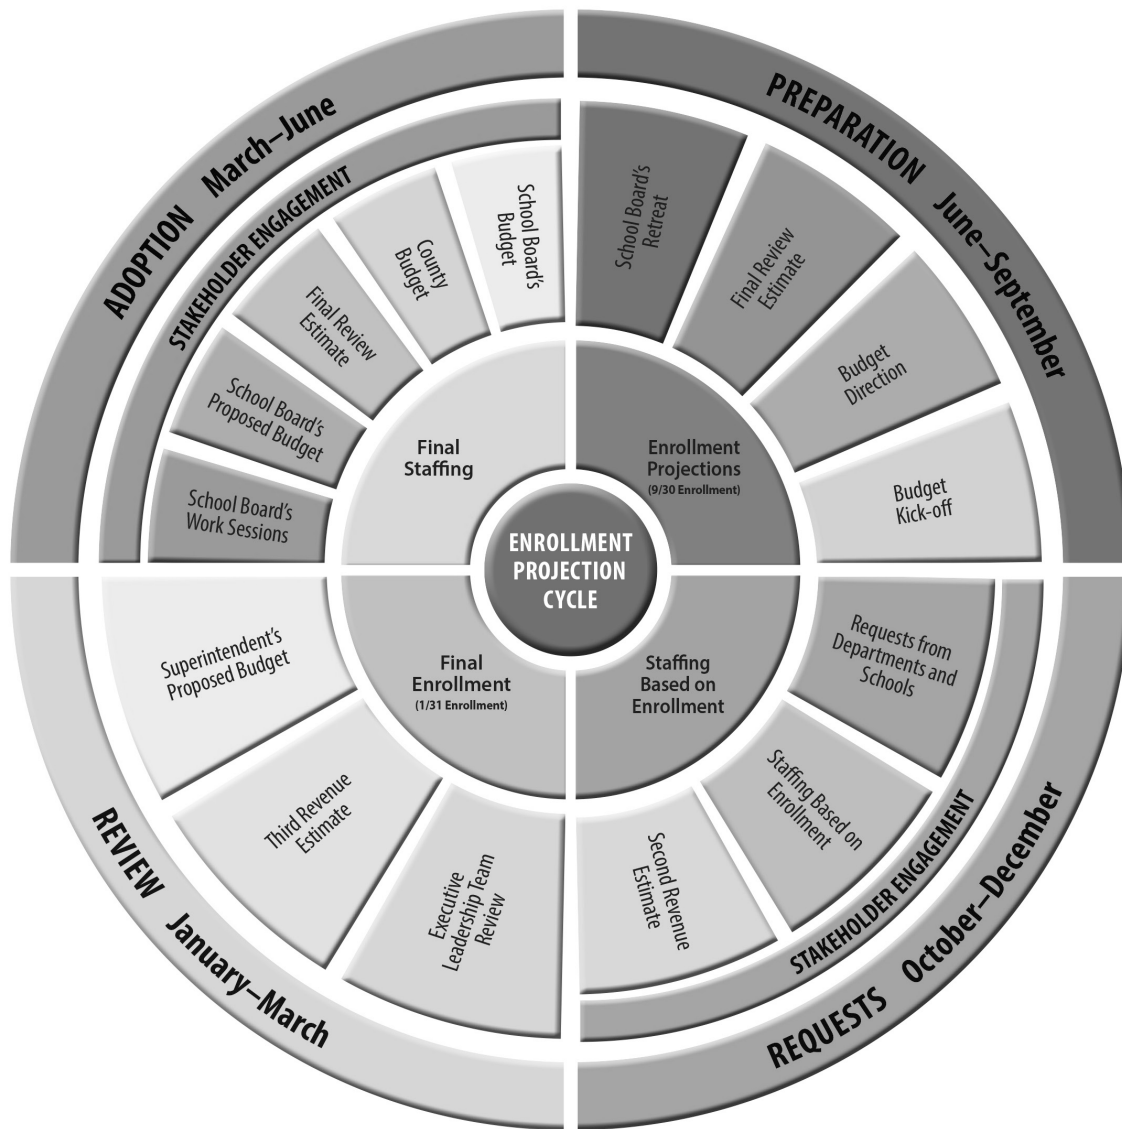 PREPARATION June–September
School Board's
Retreat
Final Review
Estimate
Budget
Direction
Budget
Kick-off
Enrollment
Projections
(9/30 Enrollment)
REQUESTS October–December
STAKEHOLDER ENGAGEMENT
Requests from
Departments and
Schools
Staffing Based on
Enrollment
Second Revenue
Estimate
Staffing
Based on
Enrollment
REVIEW January–March
Executive
Leadership Team
Review
Third Revenue
Estimate
Superintendent's
Proposed Budget
Final
Enrollment
(1/31 Enrollment)
ADOPTION March–June
STAKEHOLDER ENGAGEMENT
School Board's
Work Sessions
School Board's
Proposed Budget
Final Review
Estimate
County
Budget
School Board's
Budget
Final
Staffing
ENROLLMENT
PROJECTION
CYCLE